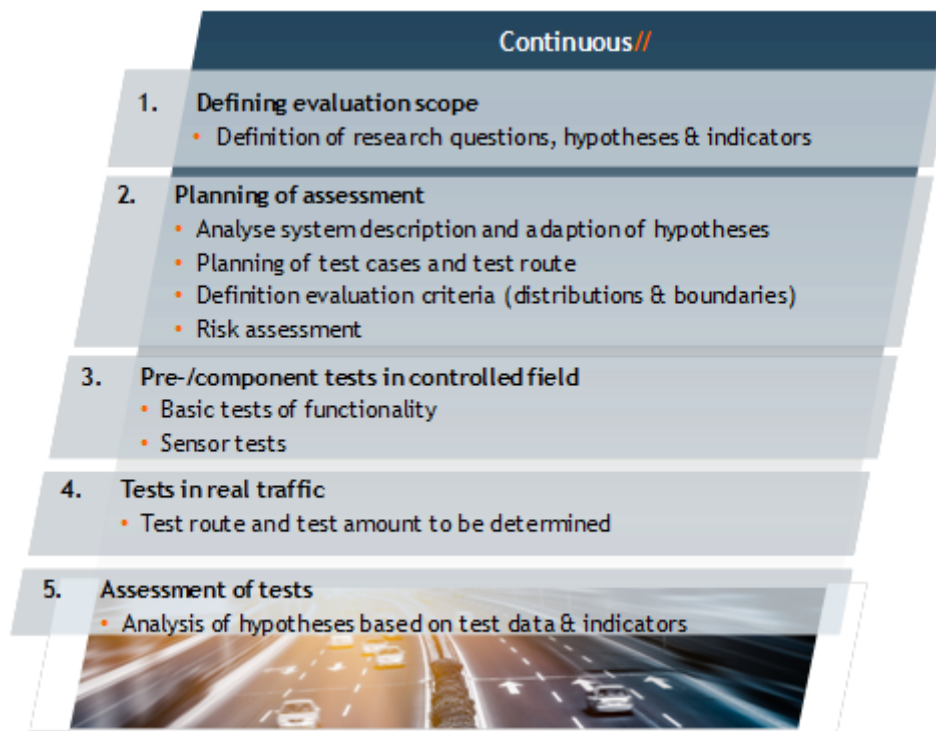 Continuous//
1. Defining evaluation scope
• Definition of research questions, hypotheses & indicators
2. Planning of assessment
• Analyse system description and adaption of hypotheses
• Planning of test cases and test route
• Definition evaluation criteria (distributions & boundaries)
• Risk assessment
3. Pre-/component tests in controlled field
• Basic tests of functionality
• Sensor tests
4. Tests in real traffic
• Test route and test amount to be determined
5. Assessment of tests
• Analysis of hypotheses based on test data & indicators